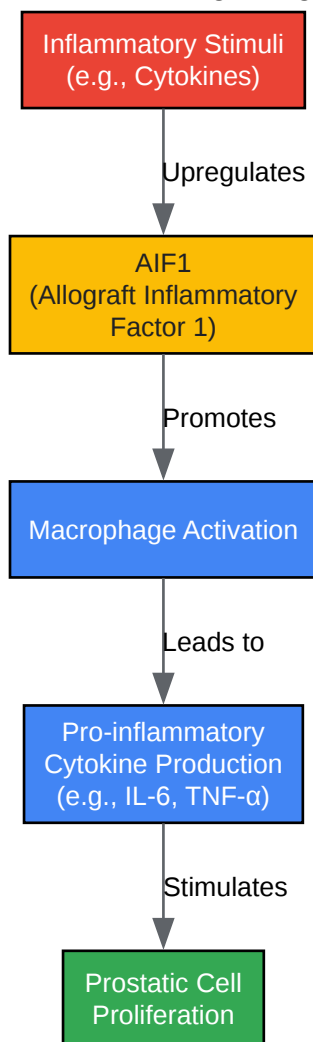 Inflammatory Stimuli
(e.g., Cytokines)
Upregulates
AIF1
(Allograft Inflammatory
Factor 1)
Promotes
Macrophage Activation
Leads to
Pro-inflammatory
Cytokine Production
(e.g., IL-6, TNF-α)
Stimulates
Prostatic Cell
Proliferation